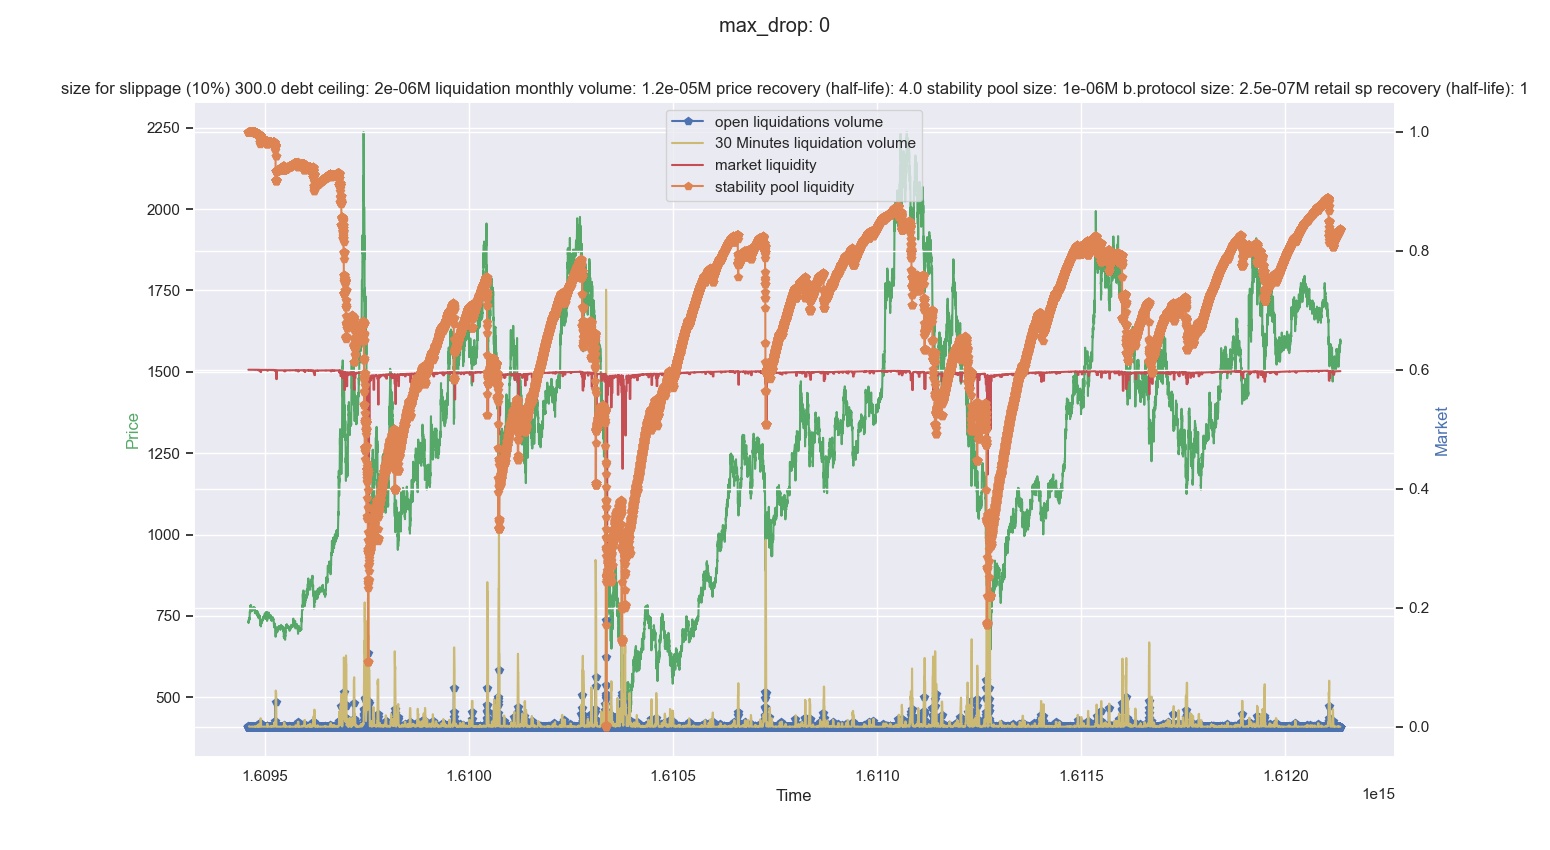 max_drop: 0
size for slippage (10%) 300.0 debt ceiling: 2e-06M liquidation monthly volume: 1.2e-05M price recovery (half-life): 4.0 stability pool size: 1e-06M b.protocol size: 2.5e-07M retail sp recovery (half-life): 1
open liquidations volume
30 Minutes liquidation volume
market liquidity
stability pool liquidity
2250
2000
1750
1500
1250
1000
750
500
Price
1.0
0.8
0.6
0.4
0.2
0.0
Market
1.6095 1.6100 1.6105 1.6110 1.6115 1.6120
Time
1e15